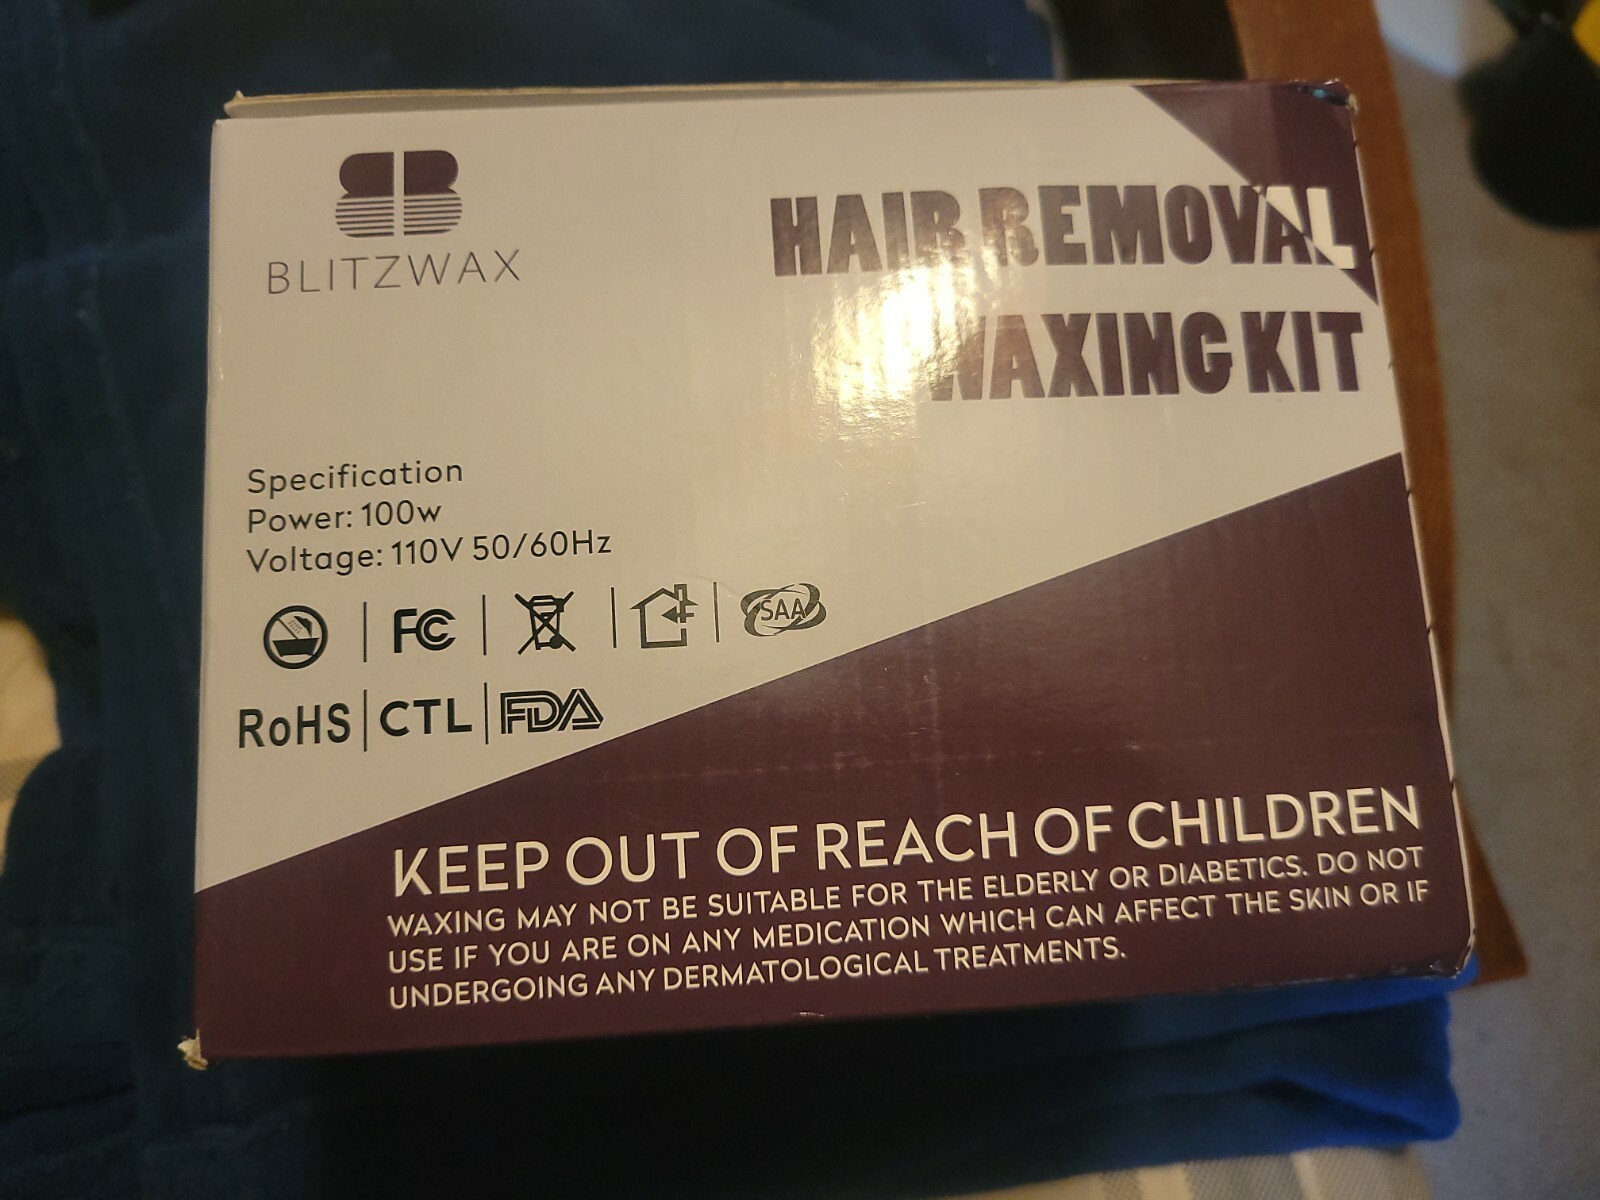 BLITZWAX
HAIR REMOVAL
WAXING KIT
Specification
Power: 100w
Voltage: 110V 50/60Hz
FC
SAA
RoHS CTL FDA
KEEP OUT OF REACH OF CHILDREN
WAXING MAY NOT BE SUITABLE FOR THE ELDERLY OR DIABETICS. DO NOT
USE IF YOU ARE ON ANY MEDICATION WHICH CAN AFFECT THE SKIN OR IF
UNDERGOING ANY DERMATOLOGICAL TREATMENTS.